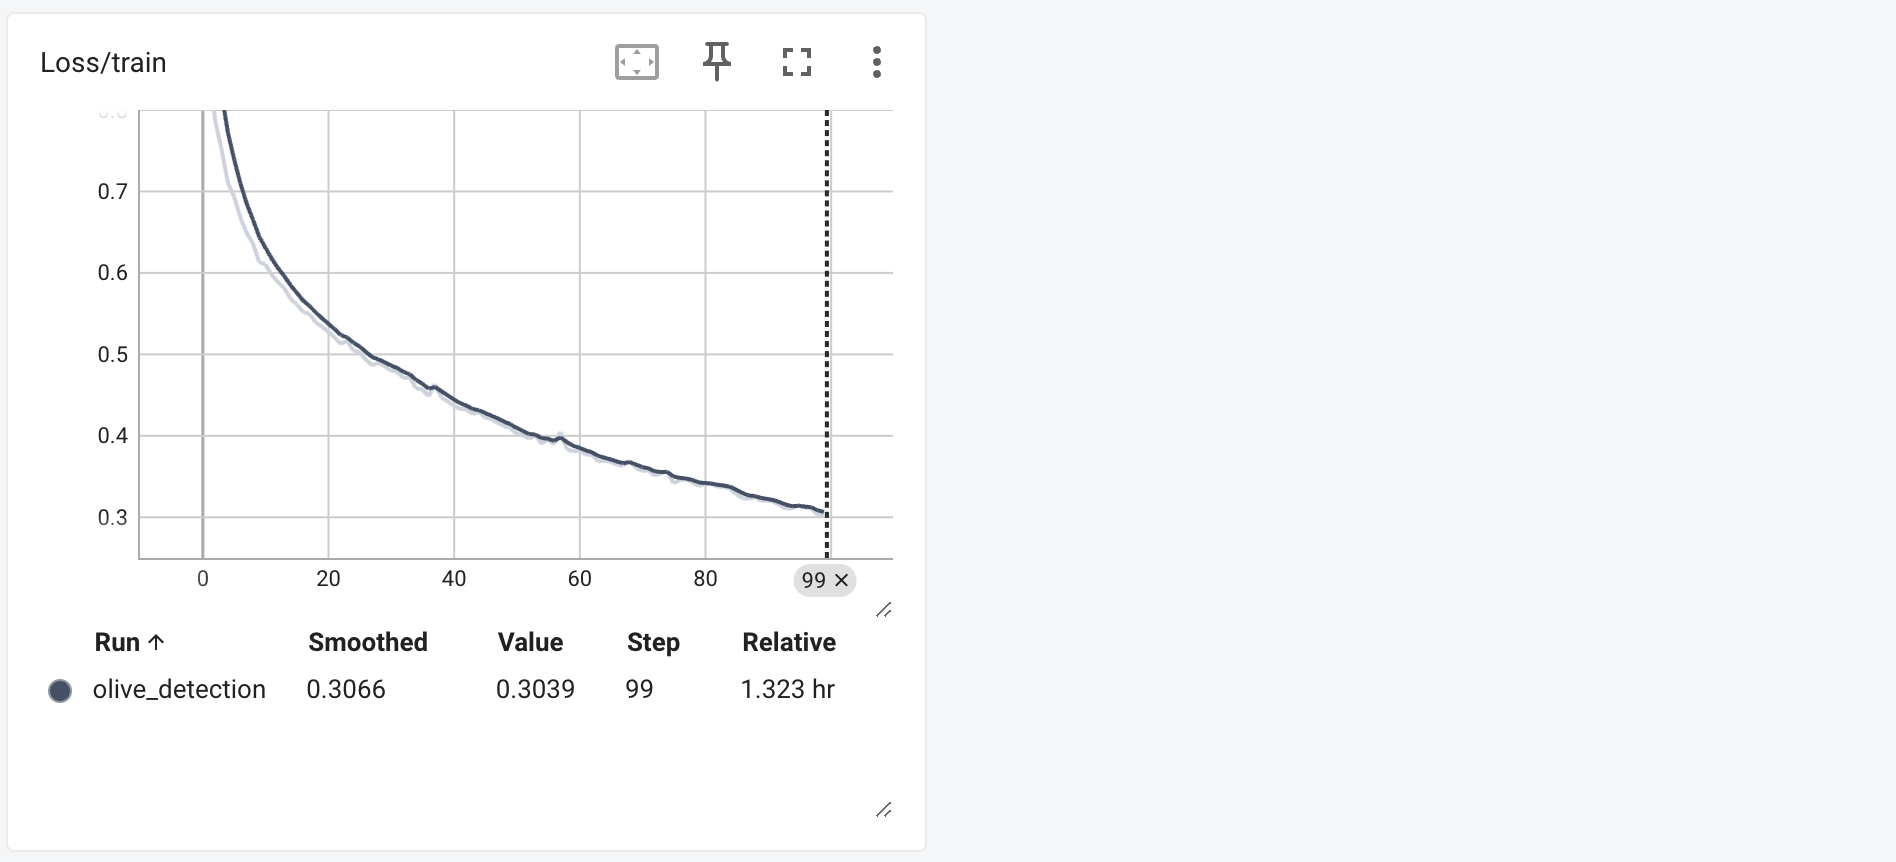 Loss/train
0.7
0.6
0.5
0.4
0.3
0 20 40 60 80 99 ×
Run ↑ Smoothed Value Step Relative
olive_detection 0.3066 0.3039 99 1.323 hr